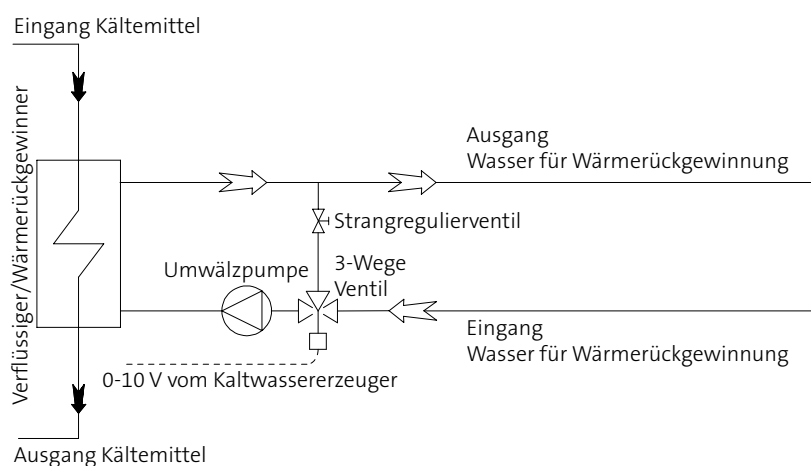 Eingang Kältemittel
Verflüssiger/Wärmerückgewinner
Ausgang
Wasser für Wärmerückgewinnung
Strangregulierventil
Umwälzpumpe
3-Wege
Ventil
Eingang
Wasser für Wärmerückgewinnung
0-10 V vom Kaltwassererzeuger
Ausgang Kältemittel